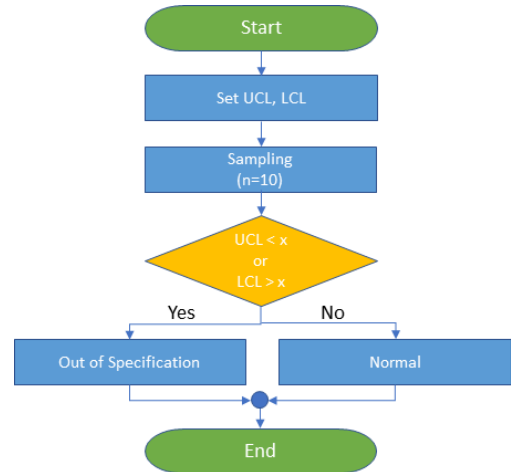 Start
Set UCL, LCL
Sampling
(n=10)
UCL < x
or
LCL > x
Yes
No
Out of Specification
Normal
End